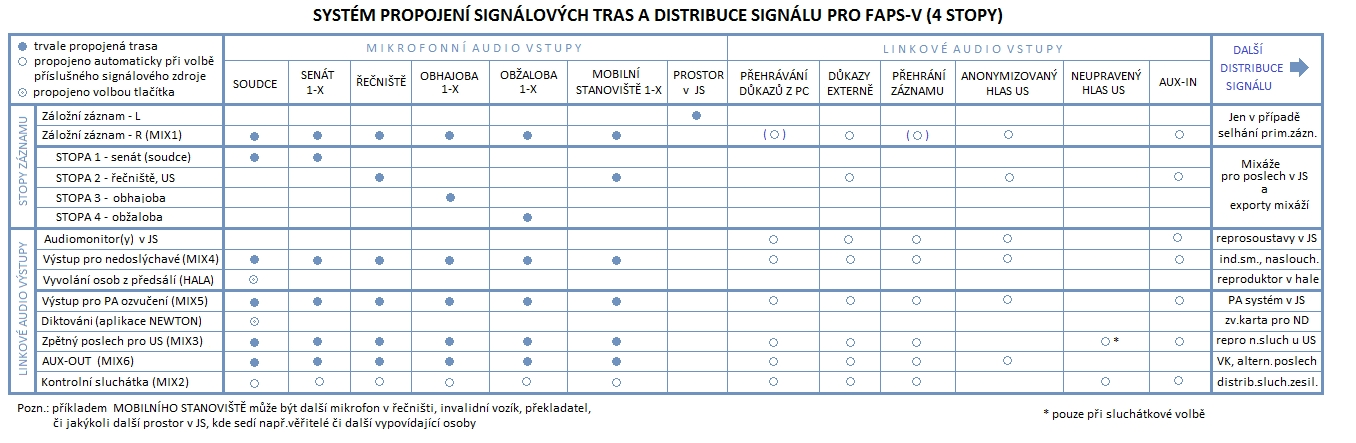 SYSTÉM PROPOJENÍ SIGNÁLOVÝCH TRAS A DISTRIBUCE SIGNÁLU PRO FAPS-V (4 STOPY)
trvale propojená trasa
propojeno automaticky při volbě
příslušného signálového zdroje
propojeno volbou tlačítka
MIKROFONNÍ AUDIO VSTUPY
LINKOVÉ AUDIO VSTUPY
SOUDCE
SENÁT
1-X
ŘEČNIŠTĚ
OBHAJOBA
1-X
OBŽALOBA
1-X
MOBILNÍ
STANOVIŠTĚ 1-X
PROSTOR
v JS
PŘEHRÁVÁNÍ
DŮKAZŮ Z PC
DŮKAZY
EXTERNĚ
PŘEHRÁNÍ
ZÁZNAMU
ANONYMIZOVANÝ
HLAS US
NEUPRAVENÝ
HLAS US
AUX-IN
DALŠÍ
DISTRIBUCE
SIGNÁLU
STOPY ZÁZNAMU
Záložní záznam - L
Záložní záznam - R (MIX1)
Jen v případě
selhání prim.zázn.
STOPA 1 - senát (soudce)
STOPA 2 - řečniště, US
STOPA 3 - obhajoba
STOPA 4 - obžaloba
Mixáže
pro poslech v JS
a
exporty mixáží
LINKOVÉ AUDIO VÝSTUPY
Audiomonitor(y) v JS
reprosoustavy v JS
Výstup pro nedoslýchavé (MIX4)
ind.sm., naslouch.
Vyvolání osob z předsálí (HALA)
reproduktor v hale
Výstup pro PA ozvučení (MIX5)
PA systém v JS
Diktování (aplikace NEWTON)
zv.karta pro ND
Zpětný poslech pro US (MIX3)
*
repro n.sluch u US
AUX-OUT (MIX6)
VK, altern.poslech
Kontrolní sluchátka (MIX2)
distrib.sluch.zesil.
Pozn.: příkladem MOBILNÍHO STANOVIŠTĚ může být další mikrofon v řečništi, invalidní vozík, překladatel,
či jakýkoli další prostor v JS, kde sedí např.věřitelé či další vypovídající osoby
* pouze při sluchátkové volbě